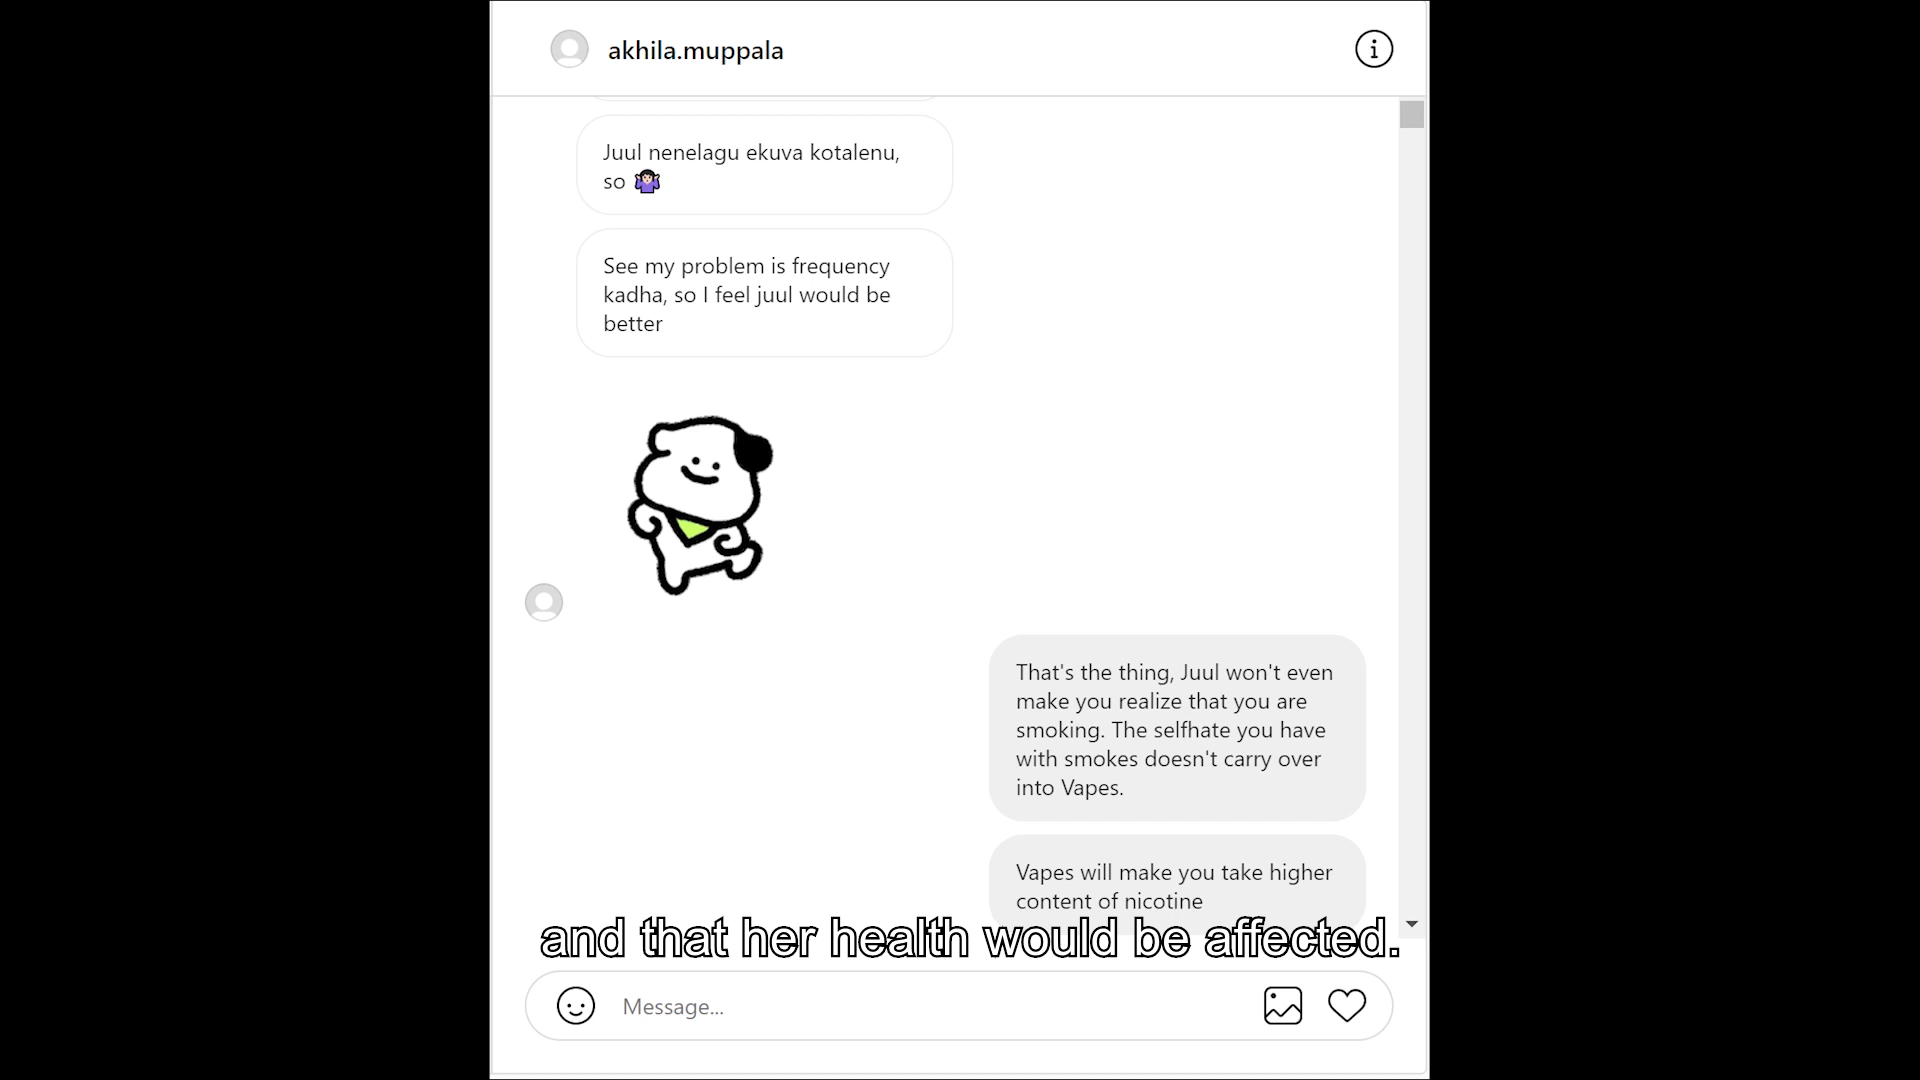 akhila.muppala
Juul nenelagu ekuva kotalenu,
so 🤷🏻‍♀️
See my problem is frequency
kadha, so I feel juul would be
better
That's the thing, Juul won't even
make you realize that you are
smoking. The selfhate you have
with smokes doesn't carry over
into Vapes.
Vapes will make you take higher
content of nicotine
and that her health would be affected.
Message...